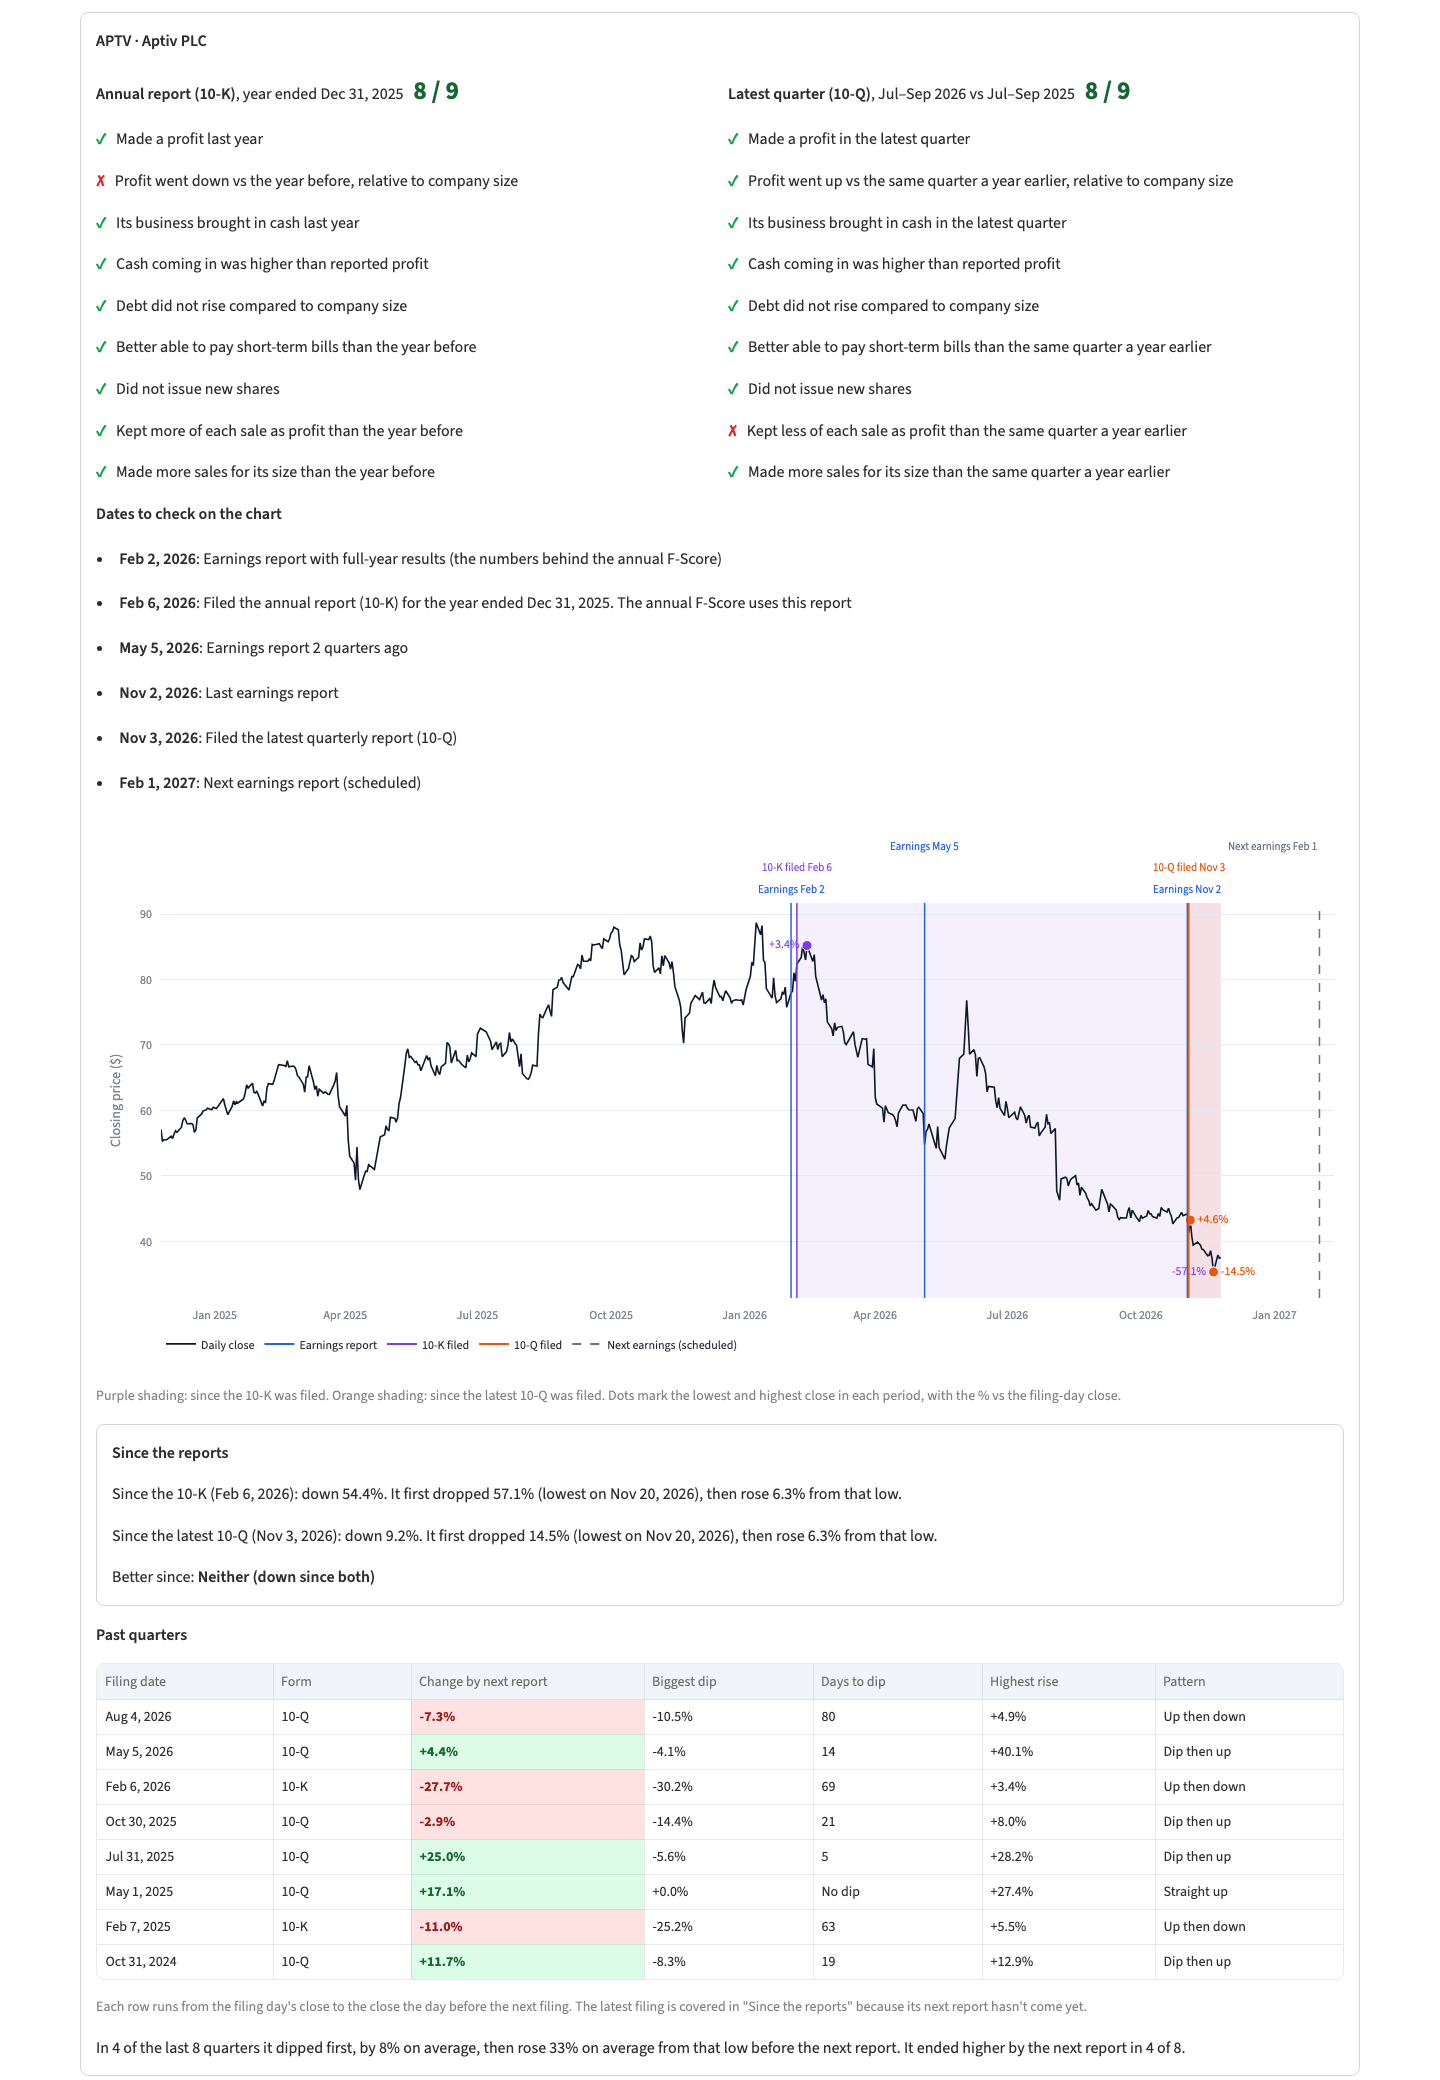 APTV · Aptiv PLC
Annual report (10-K), year ended Dec 31, 2025 8 / 9
✓ Made a profit last year
✗ Profit went down vs the year before, relative to company size
✓ Its business brought in cash last year
✓ Cash coming in was higher than reported profit
✓ Debt did not rise compared to company size
✓ Better able to pay short-term bills than the year before
✓ Did not issue new shares
✓ Kept more of each sale as profit than the year before
✓ Made more sales for its size than the year before
Latest quarter (10-Q), Jul–Sep 2026 vs Jul–Sep 2025 8 / 9
✓ Made a profit in the latest quarter
✓ Profit went up vs the same quarter a year earlier, relative to company size
✓ Its business brought in cash in the latest quarter
✓ Cash coming in was higher than reported profit
✓ Debt did not rise compared to company size
✓ Better able to pay short-term bills than the same quarter a year earlier
✓ Did not issue new shares
✗ Kept less of each sale as profit than the same quarter a year earlier
✓ Made more sales for its size than the same quarter a year earlier
Dates to check on the chart
• Feb 2, 2026: Earnings report with full-year results (the numbers behind the annual F-Score)
• Feb 6, 2026: Filed the annual report (10-K) for the year ended Dec 31, 2025. The annual F-Score uses this report
• May 5, 2026: Earnings report 2 quarters ago
• Nov 2, 2026: Last earnings report
• Nov 3, 2026: Filed the latest quarterly report (10-Q)
• Feb 1, 2027: Next earnings report (scheduled)
Earnings May 5 Next earnings Feb 1
10-K filed Feb 6 10-Q filed Nov 3
Earnings Feb 2 Earnings Nov 2
90
80
70
60
50
40
Closing price ($)
+3.4%
+4.6%
-57.1% -14.5%
Jan 2025 Apr 2025 Jul 2025 Oct 2025 Jan 2026 Apr 2026 Jul 2026 Oct 2026 Jan 2027
Daily close Earnings report 10-K filed 10-Q filed Next earnings (scheduled)
Purple shading: since the 10-K was filed. Orange shading: since the latest 10-Q was filed. Dots mark the lowest and highest close in each period, with the % vs the filing-day close.
Since the reports
Since the 10-K (Feb 6, 2026): down 54.4%. It first dropped 57.1% (lowest on Nov 20, 2026), then rose 6.3% from that low.
Since the latest 10-Q (Nov 3, 2026): down 9.2%. It first dropped 14.5% (lowest on Nov 20, 2026), then rose 6.3% from that low.
Better since: Neither (down since both)
Past quarters
Filing date Form Change by next report Biggest dip Days to dip Highest rise Pattern
Aug 4, 2026 10-Q -7.3% -10.5% 80 +4.9% Up then down
May 5, 2026 10-Q +4.4% -4.1% 14 +40.1% Dip then up
Feb 6, 2026 10-K -27.7% -30.2% 69 +3.4% Up then down
Oct 30, 2025 10-Q -2.9% -14.4% 21 +8.0% Dip then up
Jul 31, 2025 10-Q +25.0% -5.6% 5 +28.2% Dip then up
May 1, 2025 10-Q +17.1% +0.0% No dip +27.4% Straight up
Feb 7, 2025 10-K -11.0% -25.2% 63 +5.5% Up then down
Oct 31, 2024 10-Q +11.7% -8.3% 19 +12.9% Dip then up
Each row runs from the filing day's close to the close the day before the next filing. The latest filing is covered in "Since the reports" because its next report hasn't come yet.
In 4 of the last 8 quarters it dipped first, by 8% on average, then rose 33% on average from that low before the next report. It ended higher by the next report in 4 of 8.